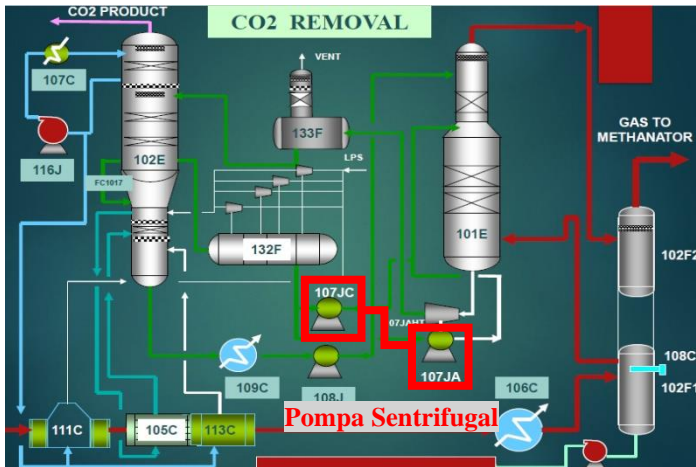 CO2 PRODUCT
CO2 REMOVAL
107C
VENT
133F
GAS TO
METHANATOR
116J
102E
LPS
FC1017
132F
101E
102F2
107JC
07JAHT
107JA
108C
102F1
109C
108J
106C
Pompa Sentrifugal
111C
105C
113C